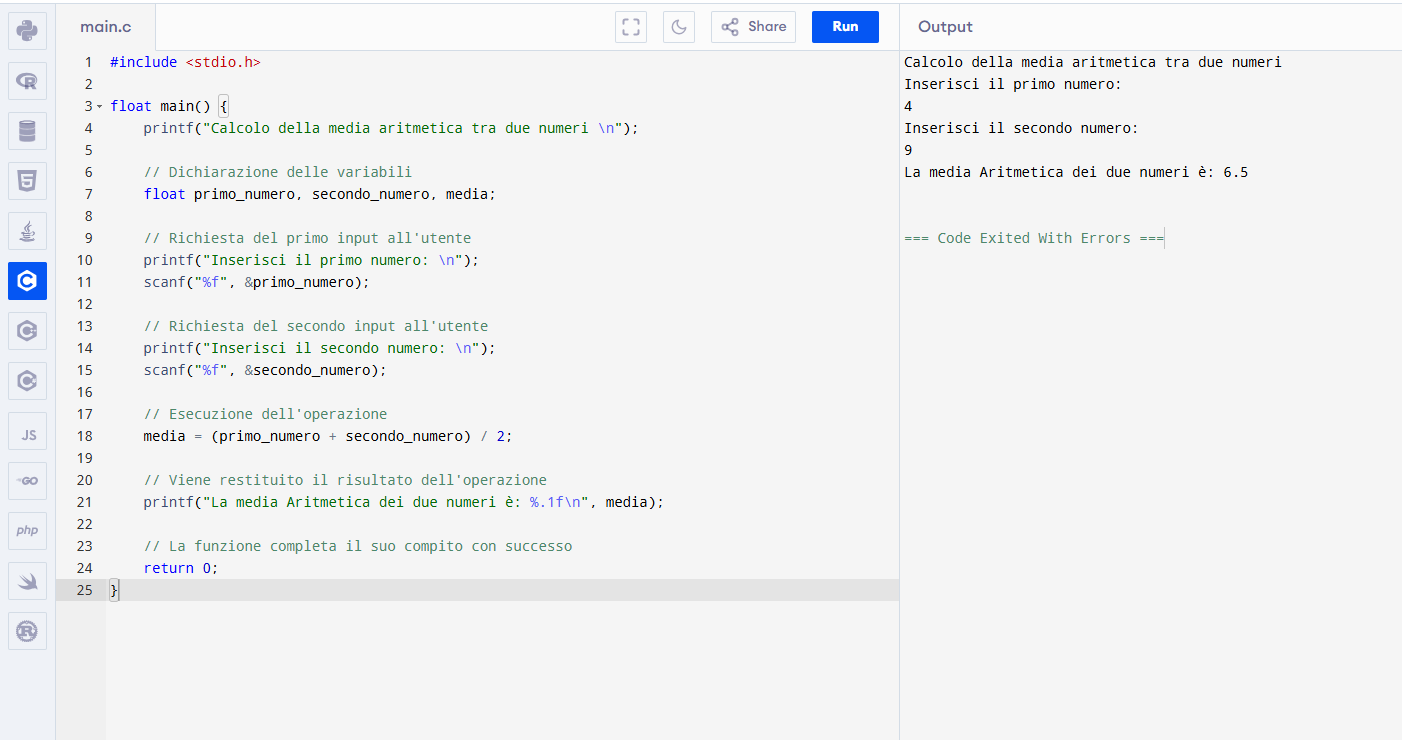 main.c
Share
Run
Output
1 #include <stdio.h>
2
3 float main() {
4 printf("Calcolo della media aritmetica tra due numeri \n");
5
6 // Dichiarazione delle variabili
7 float primo_numero, secondo_numero, media;
8
9 // Richiesta del primo input all'utente
10 printf("Inserisci il primo numero: \n");
11 scanf("%f", &primo_numero);
12
13 // Richiesta del secondo input all'utente
14 printf("Inserisci il secondo numero: \n");
15 scanf("%f", &secondo_numero);
16
17 // Esecuzione dell'operazione
18 media = (primo_numero + secondo_numero) / 2;
19
20 // Viene restituito il risultato dell'operazione
21 printf("La media Aritmetica dei due numeri è: %.1f\n", media);
22
23 // La funzione completa il suo compito con successo
24 return 0;
25 }
Calcolo della media aritmetica tra due numeri
Inserisci il primo numero:
4
Inserisci il secondo numero:
9
La media Aritmetica dei due numeri è: 6.5
=== Code Exited With Errors ===
R
5
C
C
C
JS
GO
php
R